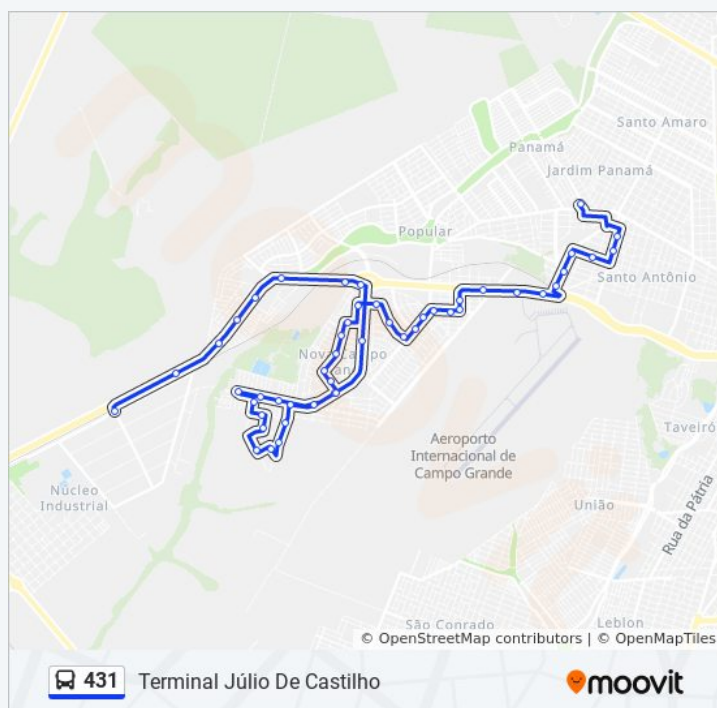 Santo Amaro
Panamá
Jardim Panamá
Popular
Santo Antônio
Nova Campo
Aeroporto
Internacional de
Campo Grande
Taveiró
Núcleo
Industrial
União
Rua da Pátria
São Conrado
Leblon
© OpenStreetMap contributors | © OpenMapTiles
431 Terminal Júlio De Castilho
moovit